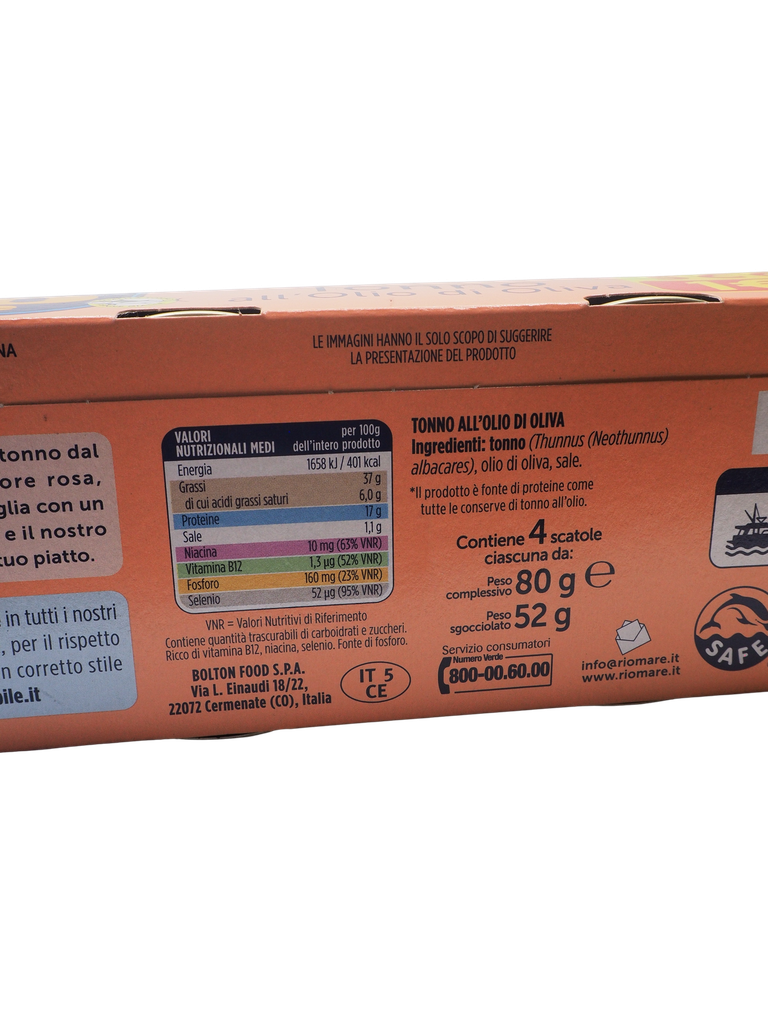 NA
LE IMMAGINI HANNO IL SOLO SCOPO DI SUGGERIRE
LA PRESENTAZIONE DEL PRODOTTO
tonno dal
ore rosa,
glia con un
e il nostro
tuo piatto.
in tutti i nostri
, per il rispetto
n corretto stile
bile.it
VALORI NUTRIZIONALI MEDI
per 100g dell'intero prodotto
Energia 1658 kJ / 401 kcal
Grassi 37 g
di cui acidi grassi saturi 6,0 g
Proteine 17 g
Sale 1,1 g
Niacina 10 mg (63% VNR)
Vitamina B12 1,3 µg (52% VNR)
Fosforo 160 mg (23% VNR)
Selenio 52 µg (95% VNR)
VNR = Valori Nutritivi di Riferimento
Contiene quantità trascurabili di carboidrati e zuccheri.
Ricco di vitamina B12, niacina, selenio. Fonte di fosforo.
BOLTON FOOD S.P.A.
Via L. Einaudi 18/22,
22072 Cermenate (CO), Italia
IT 5
CE
TONNO ALL'OLIO DI OLIVA
Ingredienti: tonno (Thunnus (Neothunnus)
albacares), olio di oliva, sale.
*Il prodotto è fonte di proteine come
tutte le conserve di tonno all'olio.
Contiene 4 scatole
ciascuna da:
Peso complessivo 80 g ℮
Peso sgocciolato 52 g
Servizio consumatori
Numero Verde
800-00.60.00
info@riomare.it
www.riomare.it
SAFE